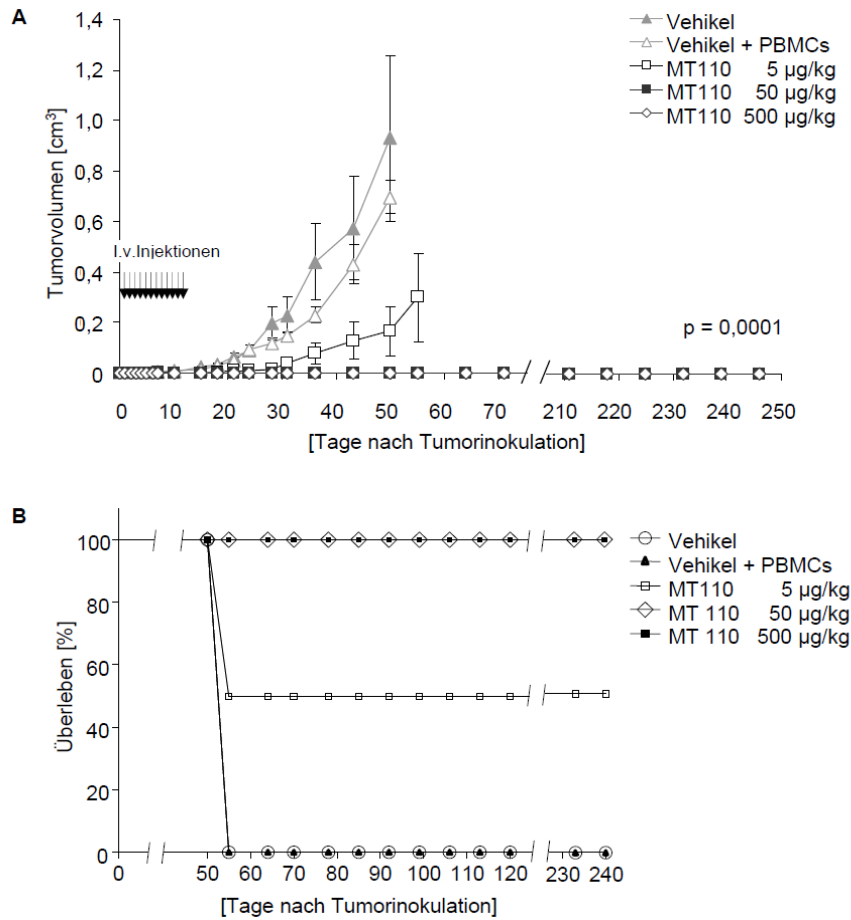 A
Vehikel
Vehikel + PBMCs
MT110 5 µg/kg
MT110 50 µg/kg
MT110 500 µg/kg
Tumorvolumen [cm³]
1,4
1,2
1,0
0,8
0,6
0,4
0,2
0
I.v.Injektionen
p = 0,0001
0 10 20 30 40 50 60 70 210 220 230 240 250
[Tage nach Tumorinokulation]
B
Vehikel
Vehikel + PBMCs
MT110 5 µg/kg
MT 110 50 µg/kg
MT 110 500 µg/kg
Überleben [%]
100
80
60
40
20
0
0 50 60 70 80 90 100 110 120 230 240
[Tage nach Tumorinokulation]